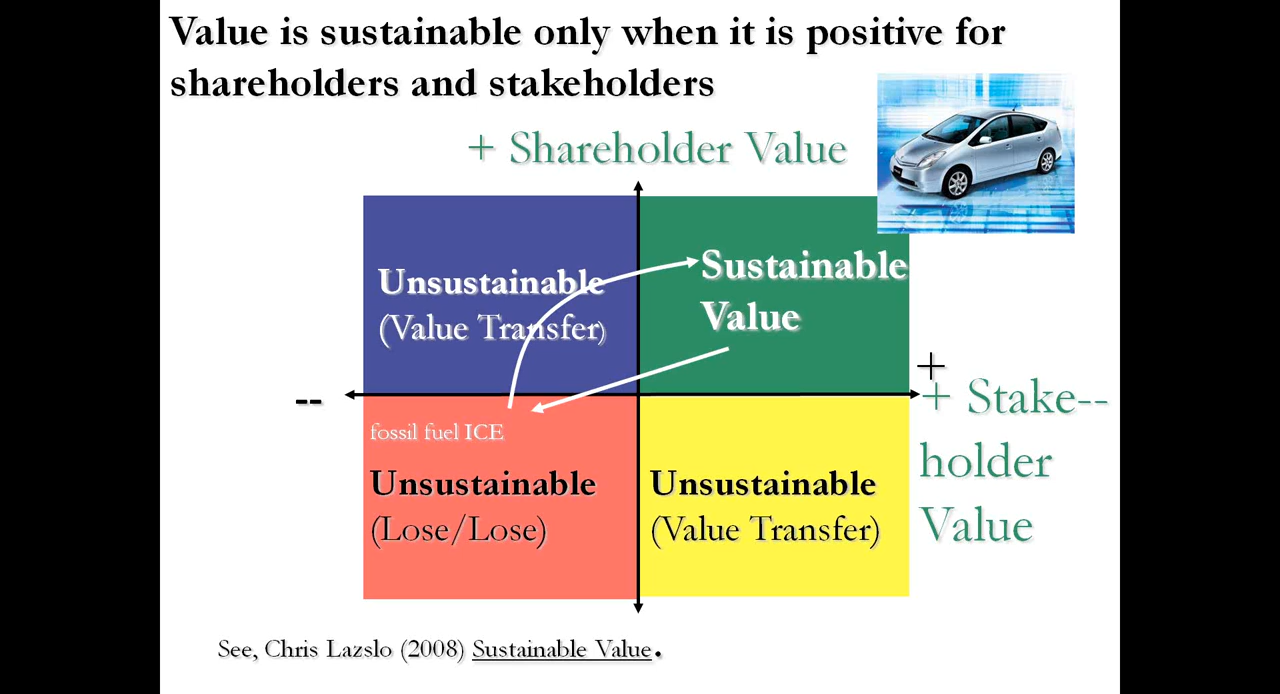 Value is sustainable only when it is positive for
shareholders and stakeholders
+ Shareholder Value
Unsustainable
(Value Transfer)
Sustainable
Value
+
--
+ Stake--
holder
Value
fossil fuel ICE
Unsustainable
(Lose/Lose)
Unsustainable
(Value Transfer)
See, Chris Lazslo (2008) Sustainable Value.